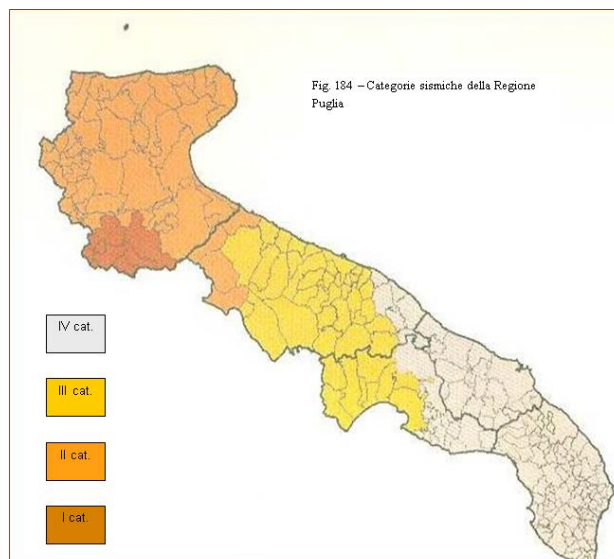 Fig. 184 – Categorie sismiche della Regione
Puglia
IV cat.
III cat.
II cat.
I cat.